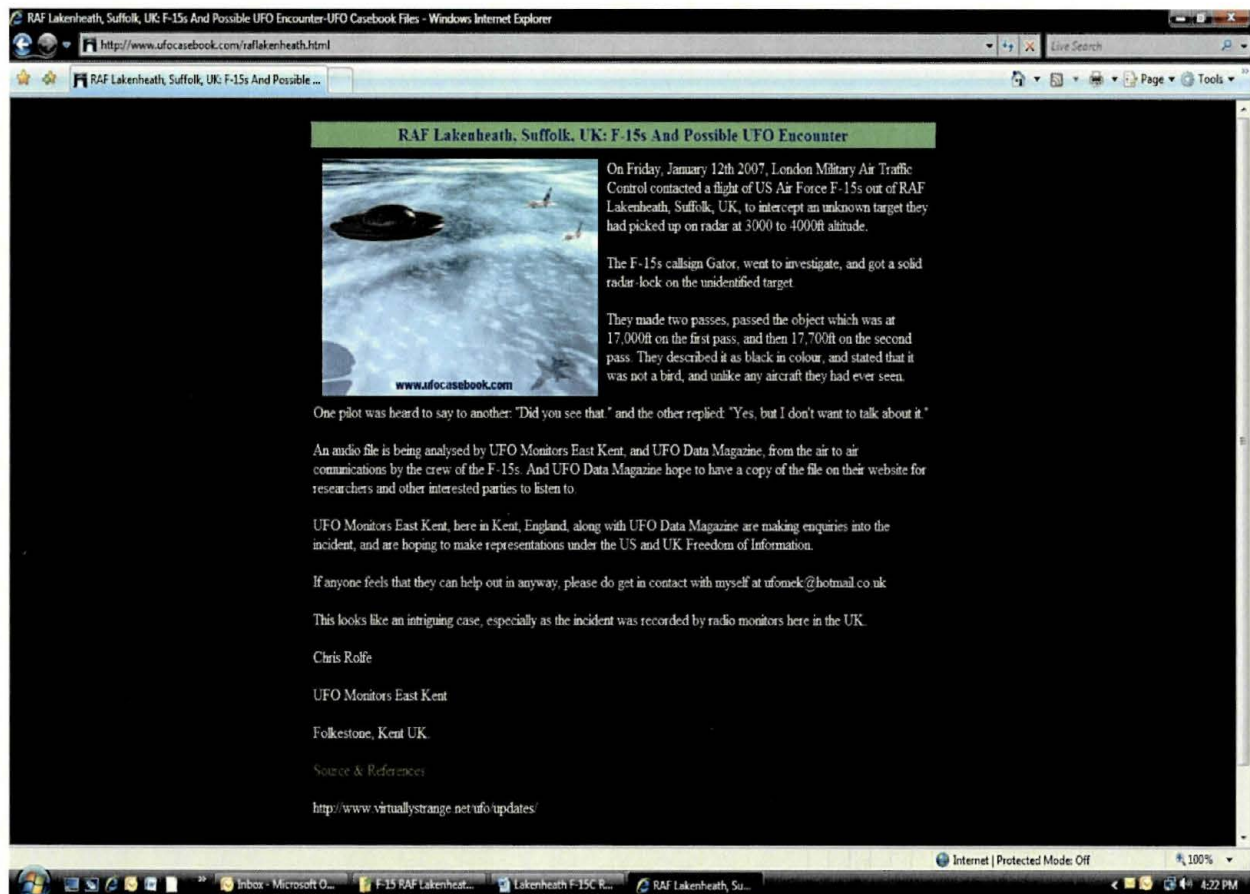 RAF Lakenheath, Suffolk, UK: F-15s And Possible UFO Encounter-UFO Casebook Files - Windows Internet Explorer
http://www.ufocasebook.com/raflakenheath.html
Live Search
RAF Lakenheath, Suffolk, UK: F-15s And Possible ...
Page
Tools
RAF Lakenheath, Suffolk, UK: F-15s And Possible UFO Encounter
On Friday, January 12th 2007, London Military Air Traffic
Control contacted a flight of US Air Force F-15s out of RAF
Lakenheath, Suffolk, UK, to intercept an unknown target they
had picked up on radar at 3000 to 4000ft altitude.
The F-15s callsign Gator, went to investigate, and got a solid
radar-lock on the unidentified target.
They made two passes, passed the object which was at
17,000ft on the first pass, and then 17,700ft on the second
pass. They described it as black in colour, and stated that it
was not a bird, and unlike any aircraft they had ever seen.
www.ufocasebook.com
One pilot was heard to say to another: "Did you see that." and the other replied: "Yes, but I don't want to talk about it."
An audio file is being analysed by UFO Monitors East Kent, and UFO Data Magazine, from the air to air
comunications by the crew of the F-15s. And UFO Data Magazine hope to have a copy of the file on their website for
researchers and other interested parties to listen to.
UFO Monitors East Kent, here in Kent, England, along with UFO Data Magazine are making enquiries into the
incident, and are hoping to make representations under the US and UK Freedom of Information.
If anyone feels that they can help out in anyway, please do get in contact with myself at ufomek@hotmail.co.uk
This looks like an intriguing case, especially as the incident was recorded by radio monitors here in the UK.
Chris Rolfe
UFO Monitors East Kent
Folkestone, Kent UK.
Source & References
http://www.virtuallystrange.net/ufo/updates/
Internet | Protected Mode: Off
100%
Inbox - Microsoft O...
F-15 RAF Lakenheat...
Lakenheath F-15C R...
RAF Lakenheath, Su...
4:22 PM